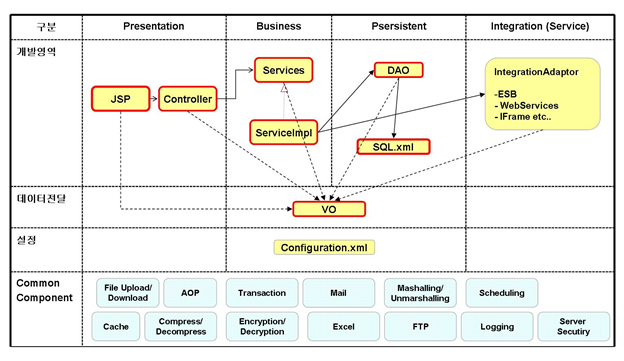 구분
Presentation
Business
Psersistent
Integration (Service)
개발영역
JSP
Controller
Services
ServiceImpl
DAO
SQL.xml
IntegrationAdaptor
-ESB
- WebServices
- IFrame etc..
데이터전달
VO
설정
Configuration.xml
Common
Component
File Upload/
Download
AOP
Transaction
Mail
Mashalling/
Unmarshalling
Scheduling
Cache
Compress/
Decompress
Encryption/
Decryption
Excel
FTP
Logging
Server
Secutiry